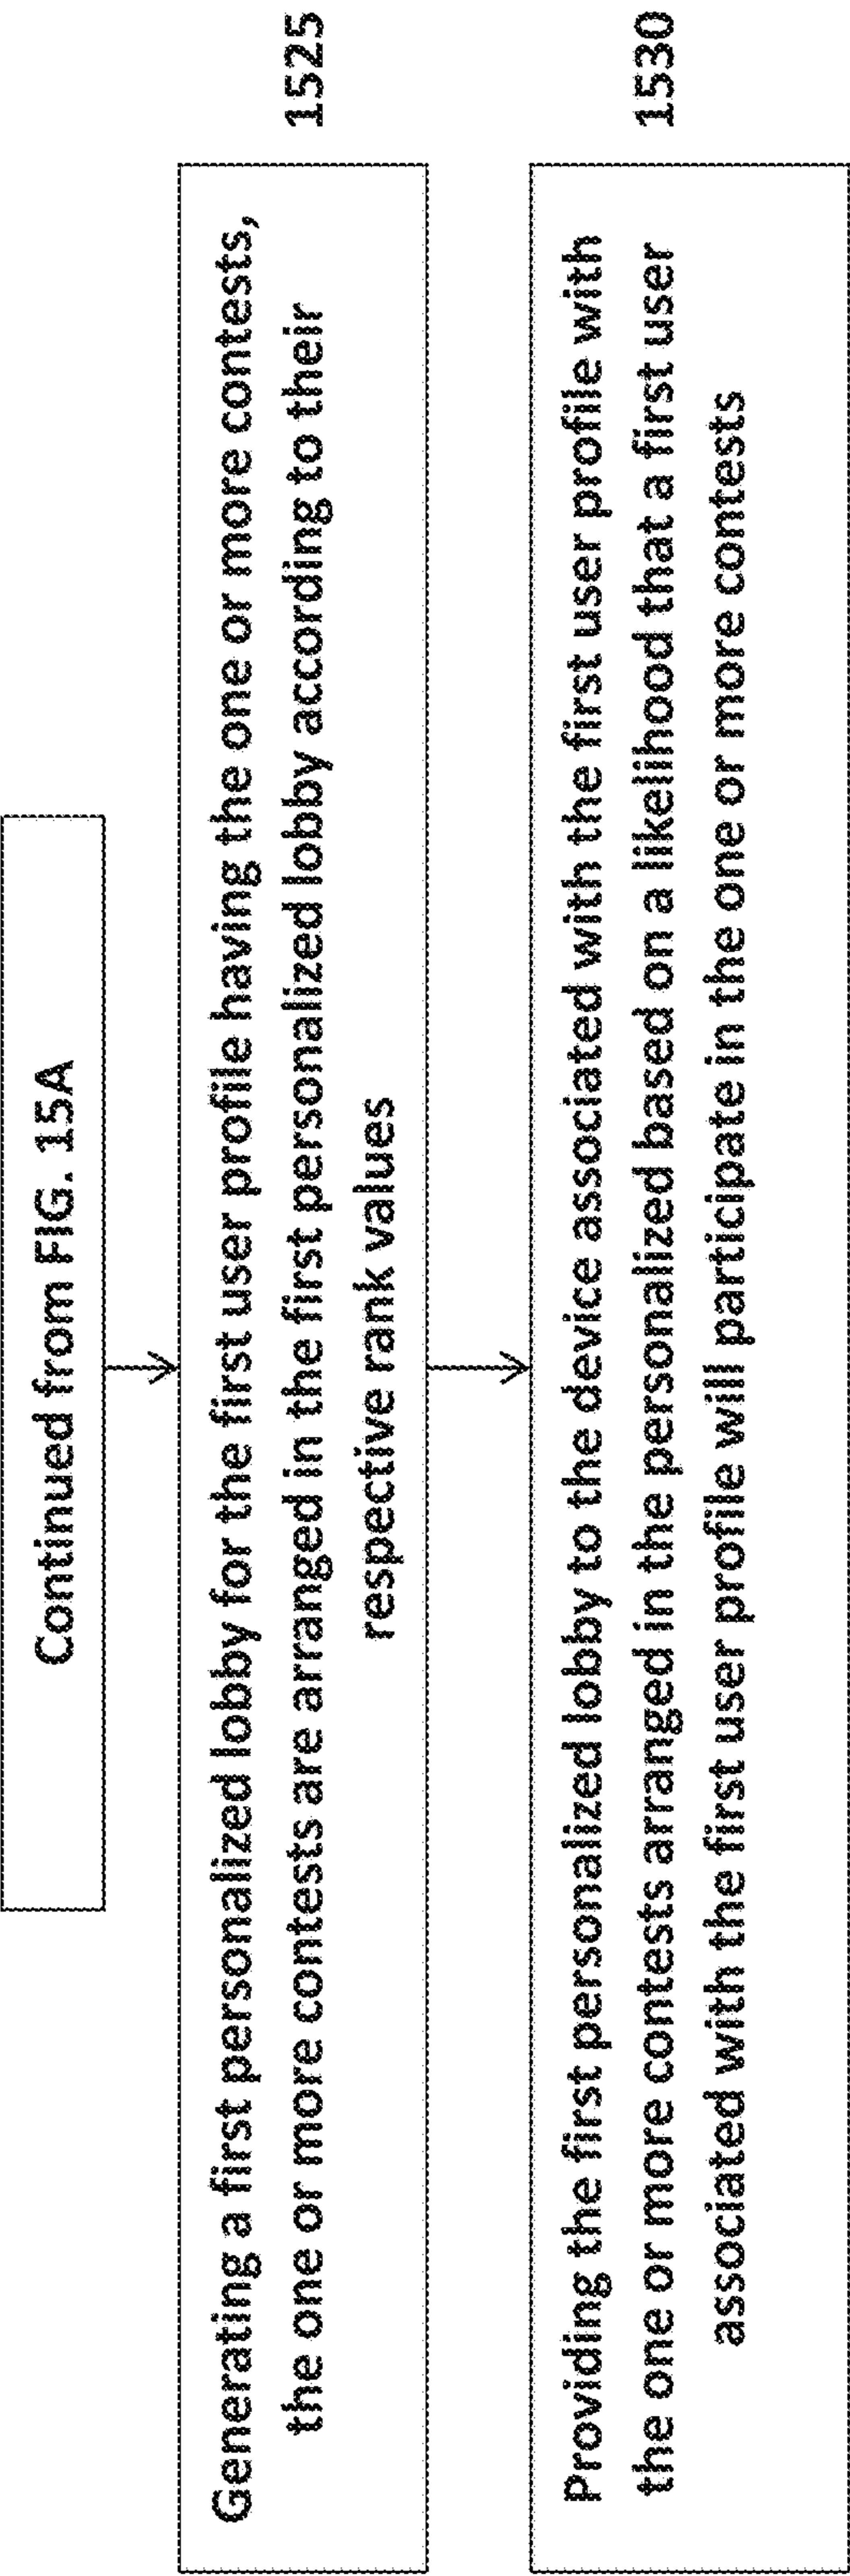 Continued from FIG. 15A
Generating a first personalized lobby for the first user profile having the one or more contests,
the one or more contests are arranged in the first personalized lobby according to their
respective rank values
1525
Providing the first personalized lobby to the device associated with the first user profile with
the one or more contests arranged in the personalized based on a likelihood that a first user
associated with the first user profile will participate in the one or more contests
1530